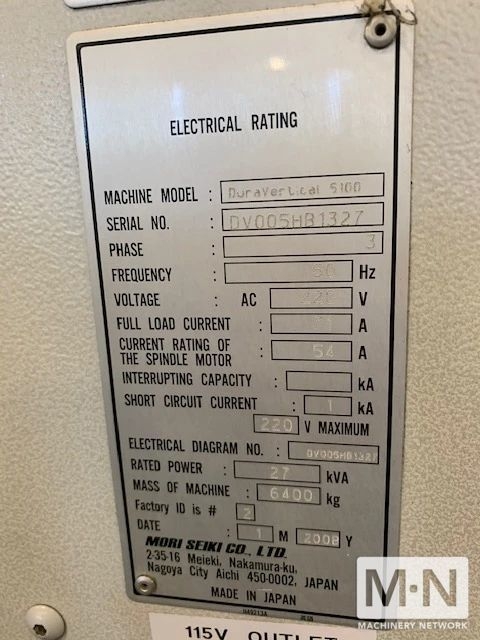 ELECTRICAL RATING
MACHINE MODEL : DuraVertical 5100
SERIAL NO. : DV005HB1327
PHASE : 3
FREQUENCY : 60 Hz
VOLTAGE : AC 220 V
FULL LOAD CURRENT : A
CURRENT RATING OF
THE SPINDLE MOTOR : 54 A
INTERRUPTING CAPACITY : kA
SHORT CIRCUIT CURRENT : 1 kA
220 V MAXIMUM
ELECTRICAL DIAGRAM NO. : DV005HB1327
RATED POWER : 27 kVA
MASS OF MACHINE : 6400 kg
Factory ID is # 2
DATE : 1 M 2008 Y
MORI SEIKI CO., LTD.
2-35-16 Meieki, Nakamura-ku,
Nagoya City Aichi 450-0002, JAPAN
MADE IN JAPAN
115V OUTLET
M·N
MACHINERY NETWORK